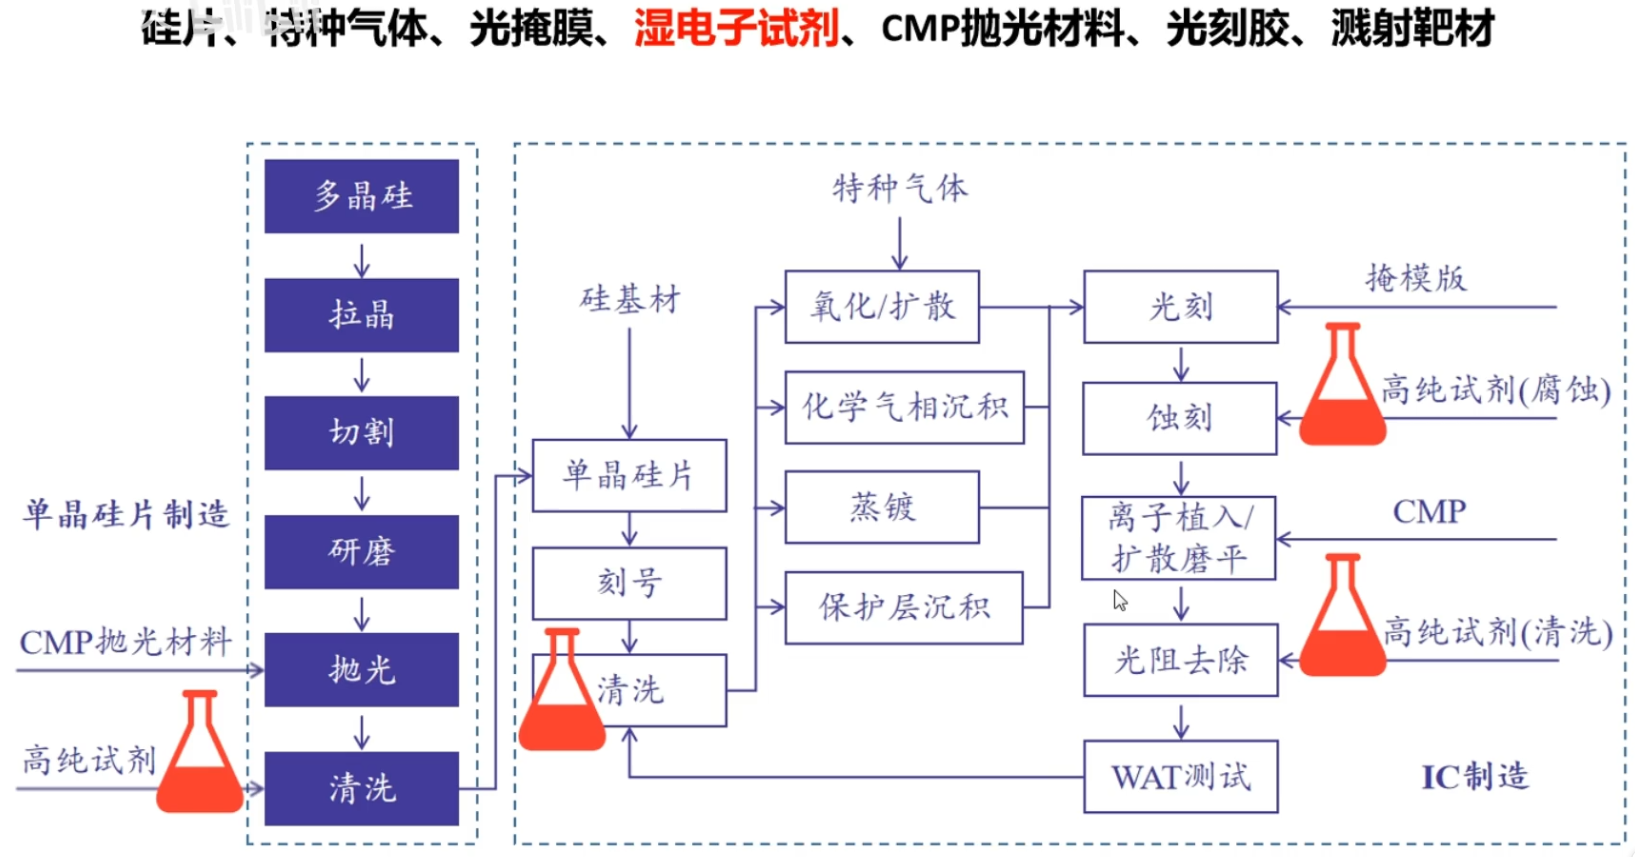 硅片、特种气体、光掩膜、湿电子试剂、CMP抛光材料、光刻胶、溅射靶材
单晶硅片制造
CMP抛光材料
高纯试剂
多晶硅
拉晶
切割
研磨
抛光
清洗
硅基材
单晶硅片
刻号
清洗
特种气体
氧化/扩散
化学气相沉积
蒸镀
保护层沉积
光刻
蚀刻
离子植入/
扩散磨平
光阻去除
WAT测试
掩模版
高纯试剂(腐蚀)
CMP
高纯试剂(清洗)
IC制造